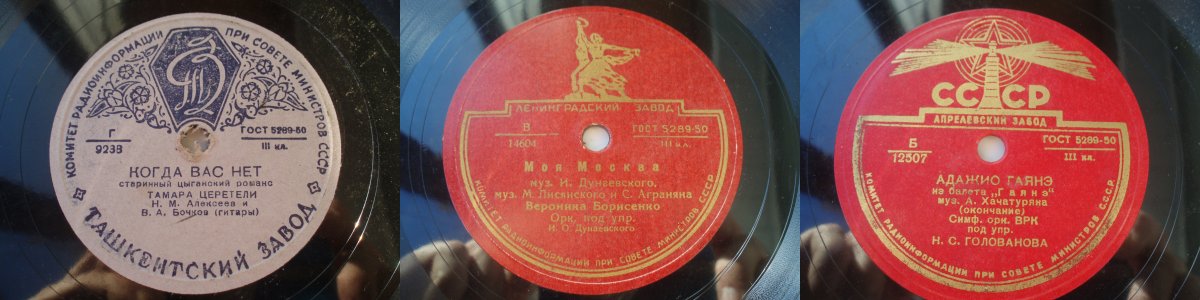 КОМИТЕТ РАДИОИНФОРМАЦИИ ПРИ СОВЕТЕ МИНИСТРОВ СССР
Г
9238
ГОСТ 5289-50
III кл.
КОГДА ВАС НЕТ
старинный цыганский романс
ТАМАРА ЦЕРЕТЕЛИ
Н. М. Алексеев и
В. А. Бочков (гитары)
ТАШКЕНТСКИЙ ЗАВОД
ЛЕНИНГРАДСКИЙ ЗАВОД
В
14604
ГОСТ 5289-50
III кл.
Моя Москва
муз. И. Дунаевского,
муз. М. Лисянского и С. Аграняна
Вероника Борисенко
Орк. под упр.
И. О. Дунаевского
КОМИТЕТ РАДИОИНФОРМАЦИИ ПРИ СОВЕТЕ МИНИСТРОВ СССР
СССР
АПРЕЛЕВСКИЙ ЗАВОД
Б
12507
ГОСТ 5289-50
III кл.
АДАЖИО ГАЯНЭ
из балета „Гаянэ"
муз. А. Хачатуряна
(окончание)
Симф. орк. ВРК
под упр.
Н. С. ГОЛОВАНОВА
КОМИТЕТ РАДИОИНФОРМАЦИИ ПРИ СОВЕТЕ МИНИСТРОВ СССР